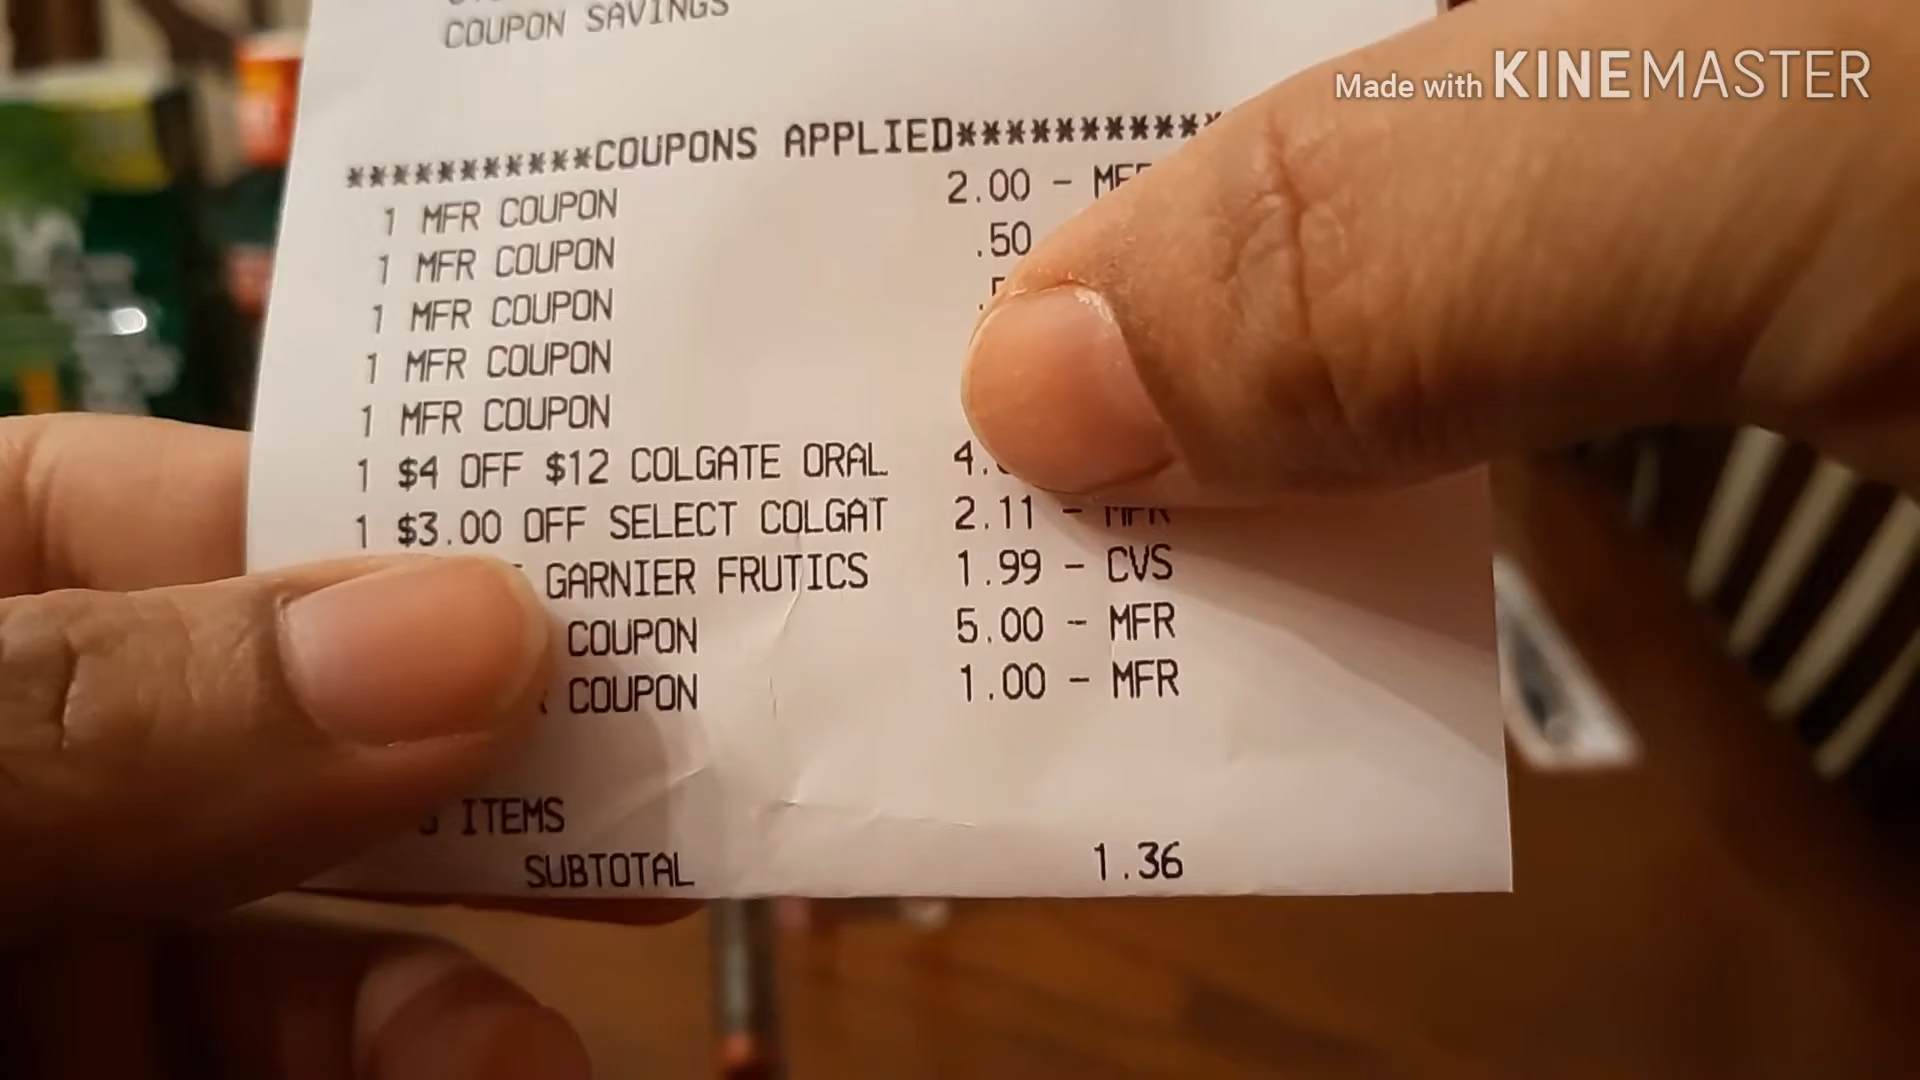 COUPON SAVINGS
Made with KINEMASTER
***********COUPONS APPLIED***********
1 MFR COUPON 2.00 -
1 MFR COUPON .50
1 MFR COUPON
1 MFR COUPON
1 MFR COUPON
1 $4 OFF $12 COLGATE ORAL 4.
1 $3.00 OFF SELECT COLGAT 2.11 - MFR
GARNIER FRUTICS 1.99 - CVS
COUPON 5.00 - MFR
COUPON 1.00 - MFR
ITEMS
SUBTOTAL 1.36